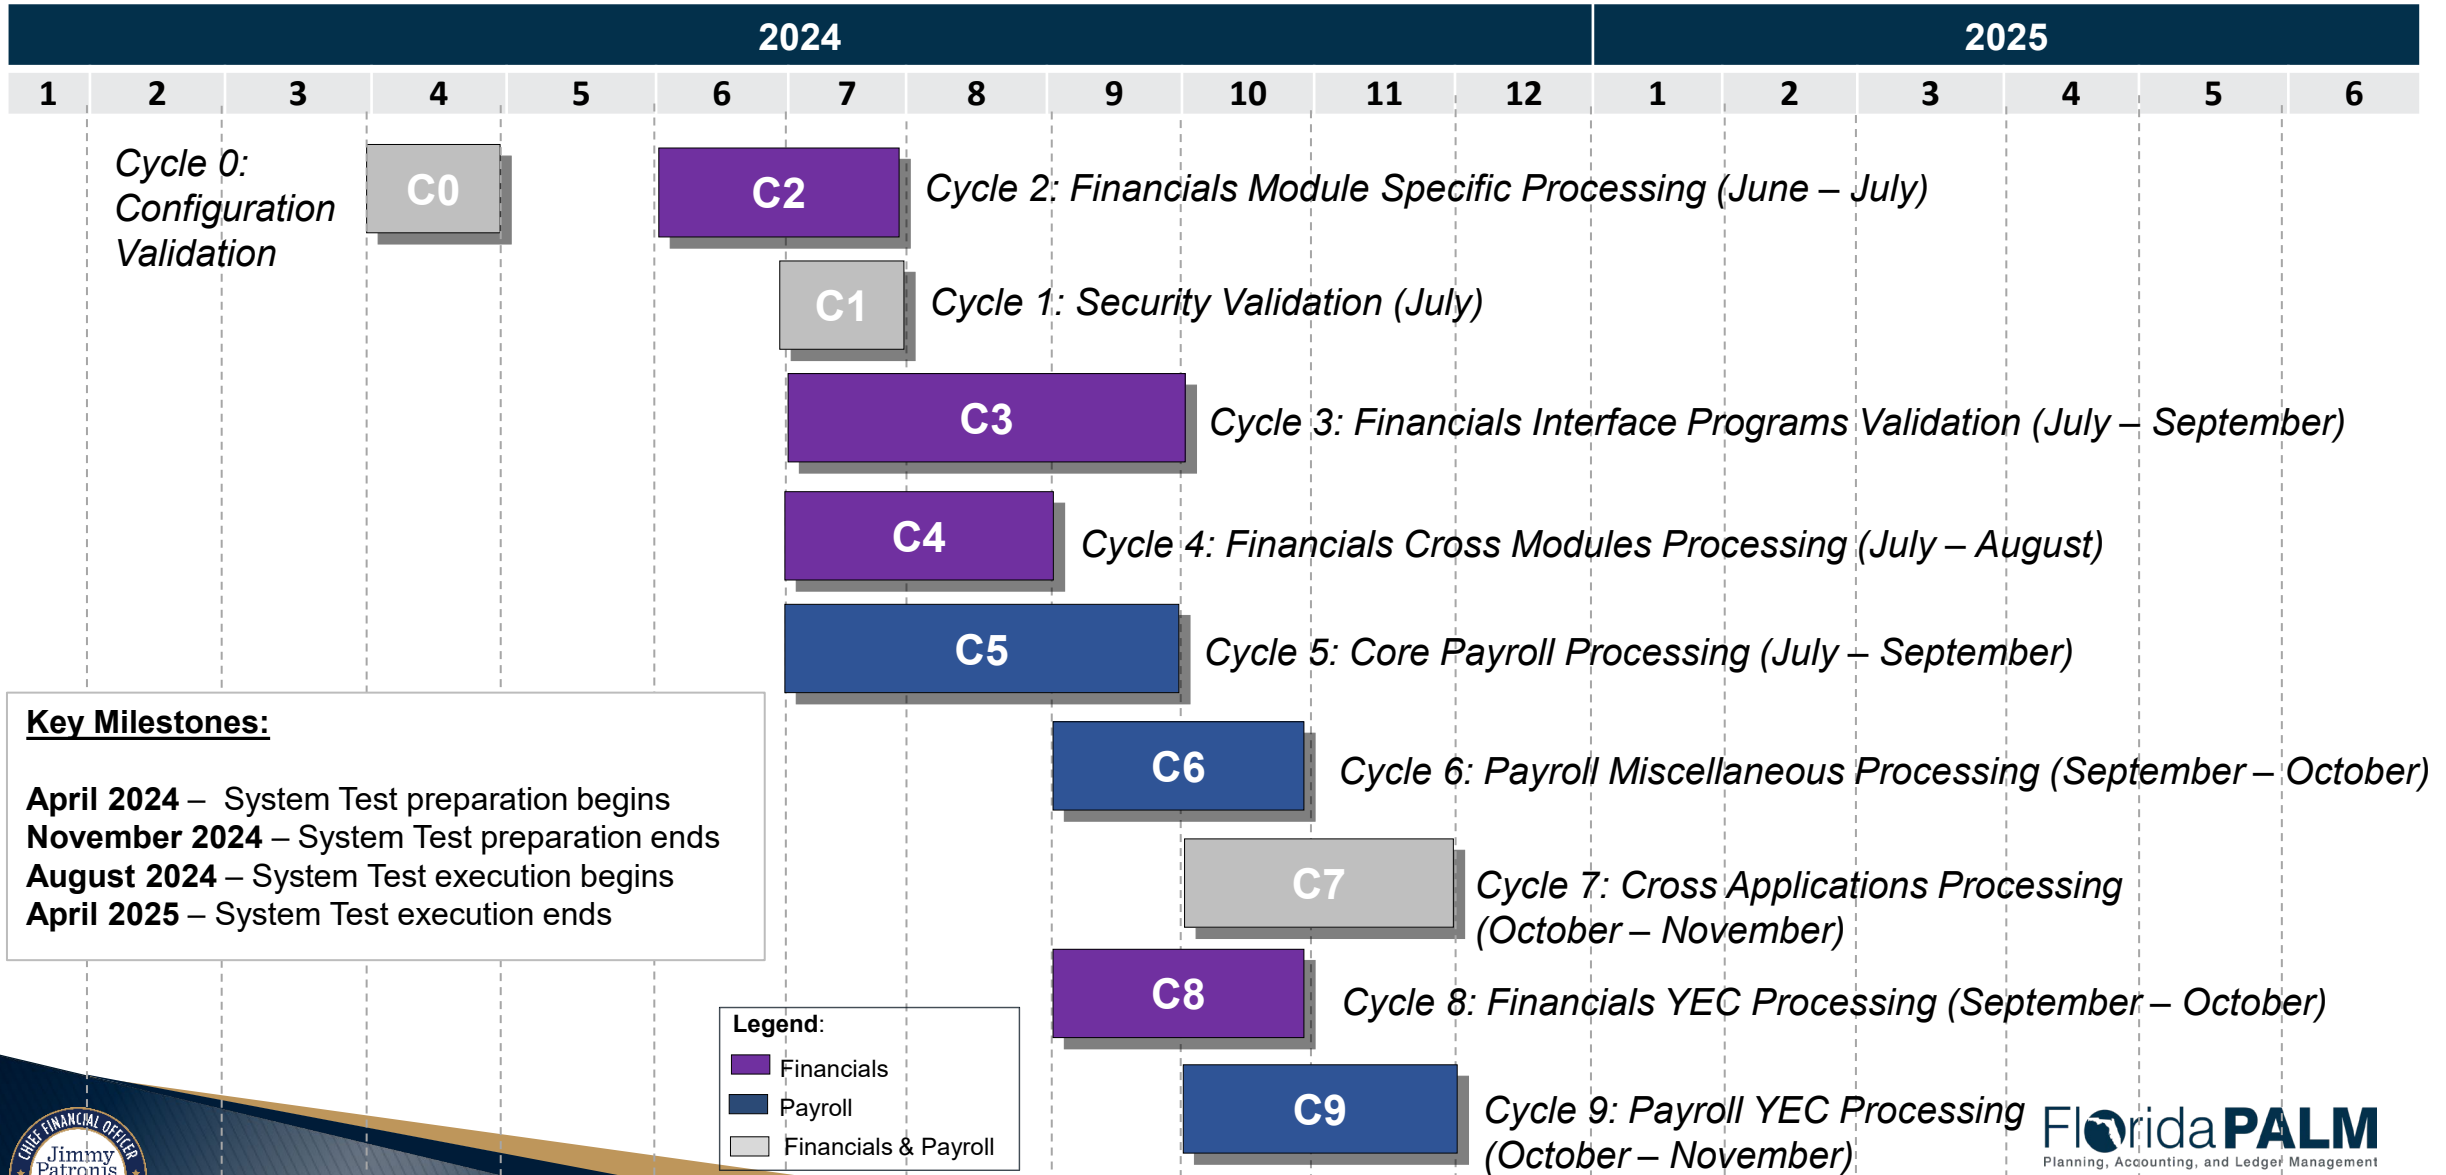 2024
2025
1 2 3 4 5 6 7 8 9 10 11 12 1 2 3 4 5 6
Cycle 0:
Configuration
Validation
C0
C2
Cycle 2: Financials Module Specific Processing (June – July)
C1
Cycle 1: Security Validation (July)
C3
Cycle 3: Financials Interface Programs Validation (July – September)
C4
Cycle 4: Financials Cross Modules Processing (July – August)
C5
Cycle 5: Core Payroll Processing (July – September)
Key Milestones:
April 2024 – System Test preparation begins
November 2024 – System Test preparation ends
August 2024 – System Test execution begins
April 2025 – System Test execution ends
C6
Cycle 6: Payroll Miscellaneous Processing (September – October)
C7
Cycle 7: Cross Applications Processing
(October – November)
C8
Cycle 8: Financials YEC Processing (September – October)
Legend:
Financials
Payroll
Financials & Payroll
C9
Cycle 9: Payroll YEC Processing
(October – November)
CHIEF FINANCIAL OFFICER
Jimmy
Patronis
Florida PALM
Planning, Accounting, and Ledger Management